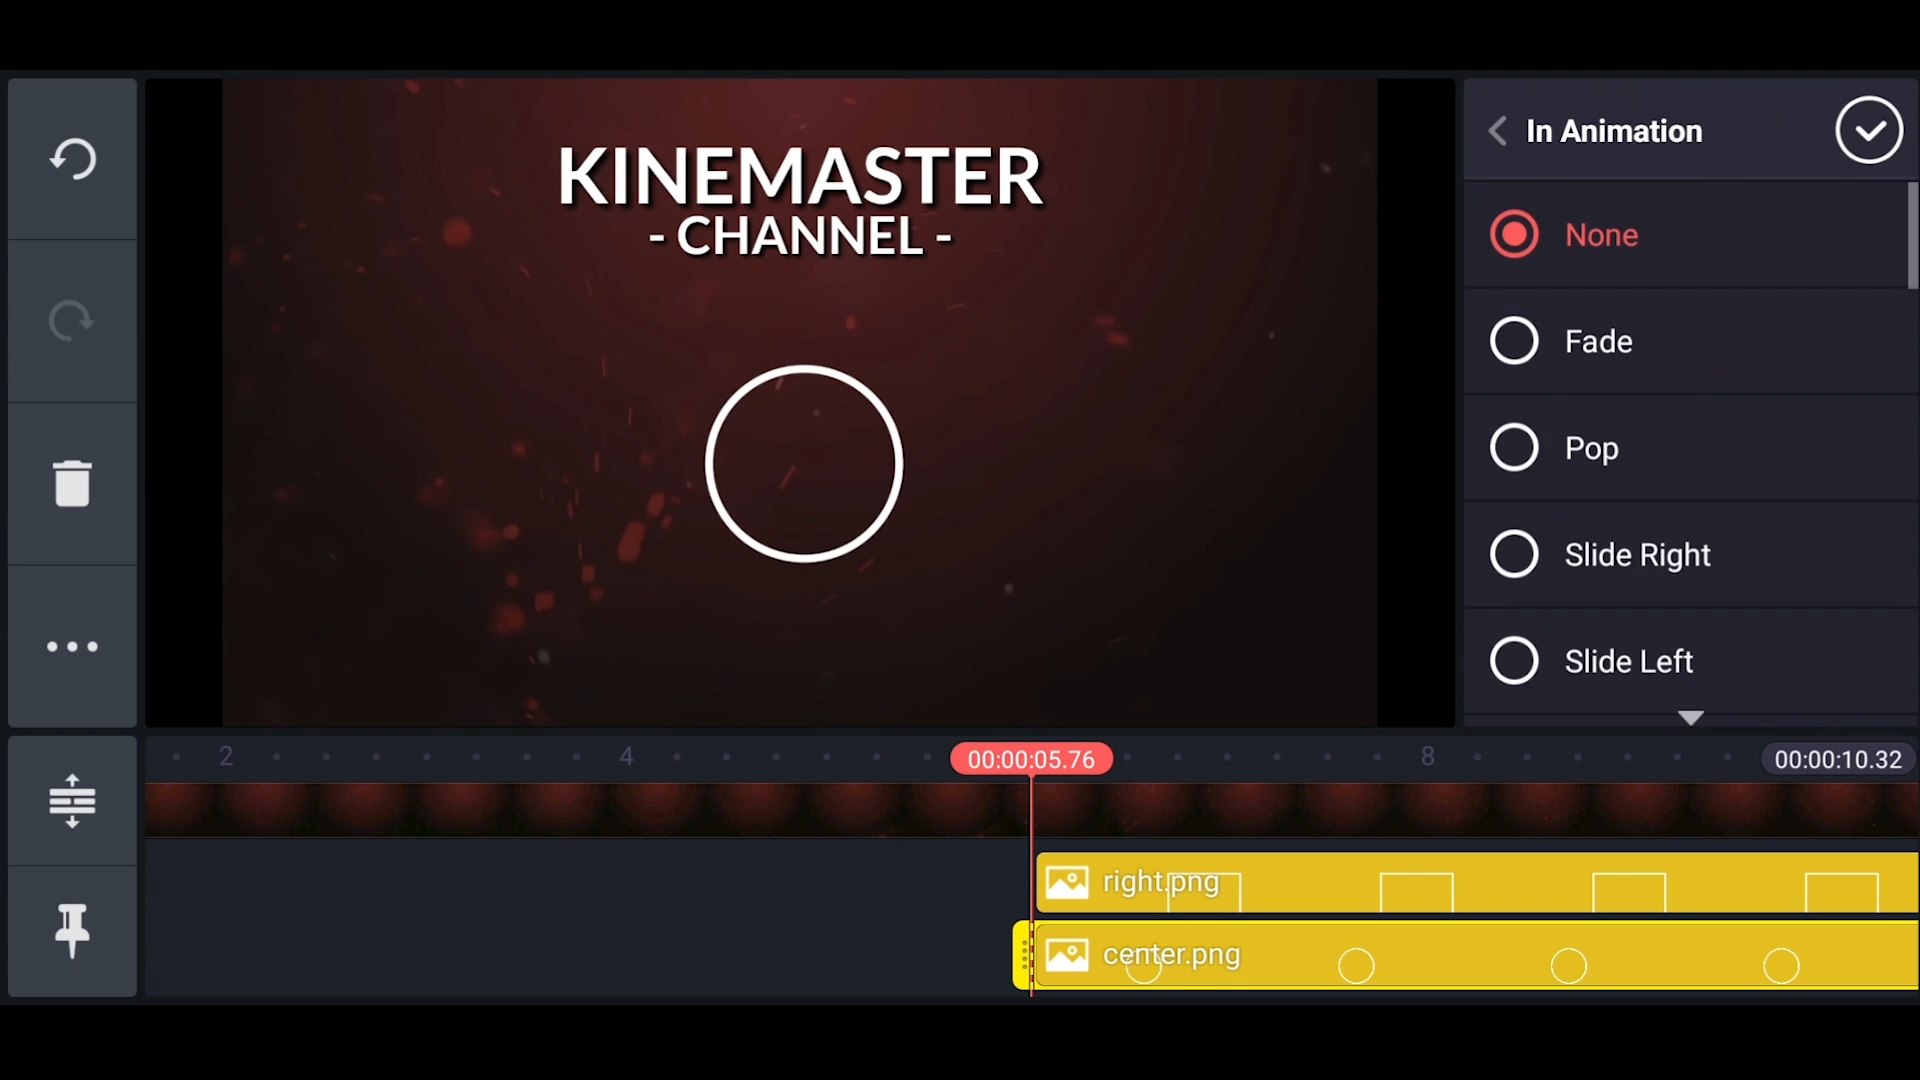 KINEMASTER
- CHANNEL -
In Animation
None
Fade
Pop
Slide Right
Slide Left
2
4
00:00:05.76
8
00:00:10.32
right.png
center.png